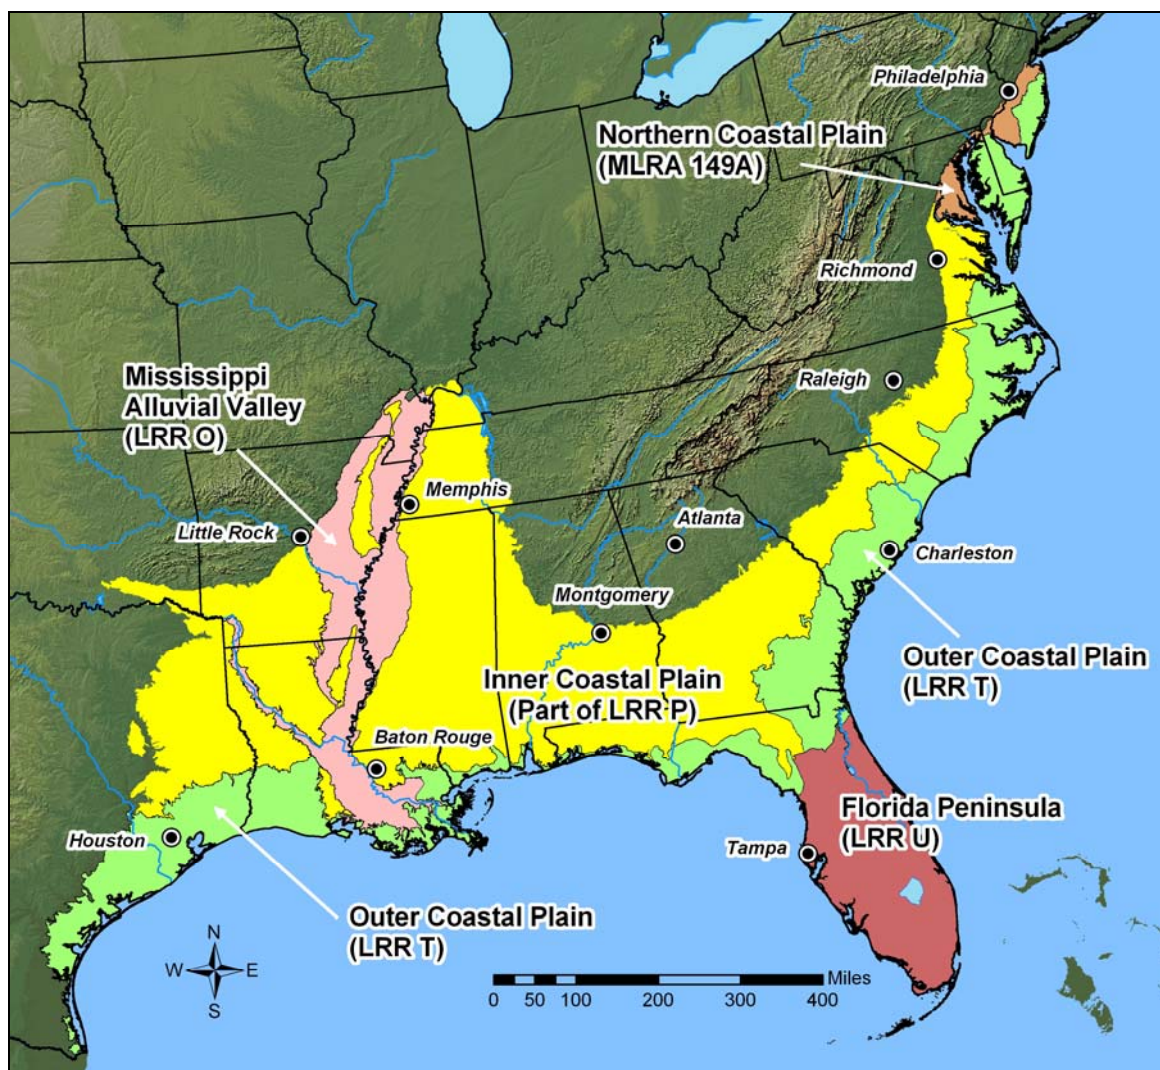 Philadelphia
Northern Coastal Plain
(MLRA 149A)
Richmond
Raleigh
Mississippi
Alluvial Valley
(LRR O)
Memphis
Little Rock
Atlanta
Charleston
Montgomery
Outer Coastal Plain
(LRR T)
Inner Coastal Plain
(Part of LRR P)
Baton Rouge
Florida Peninsula
(LRR U)
Houston
Tampa
Outer Coastal Plain
(LRR T)
N
W E
S
Miles
0 50 100 200 300 400